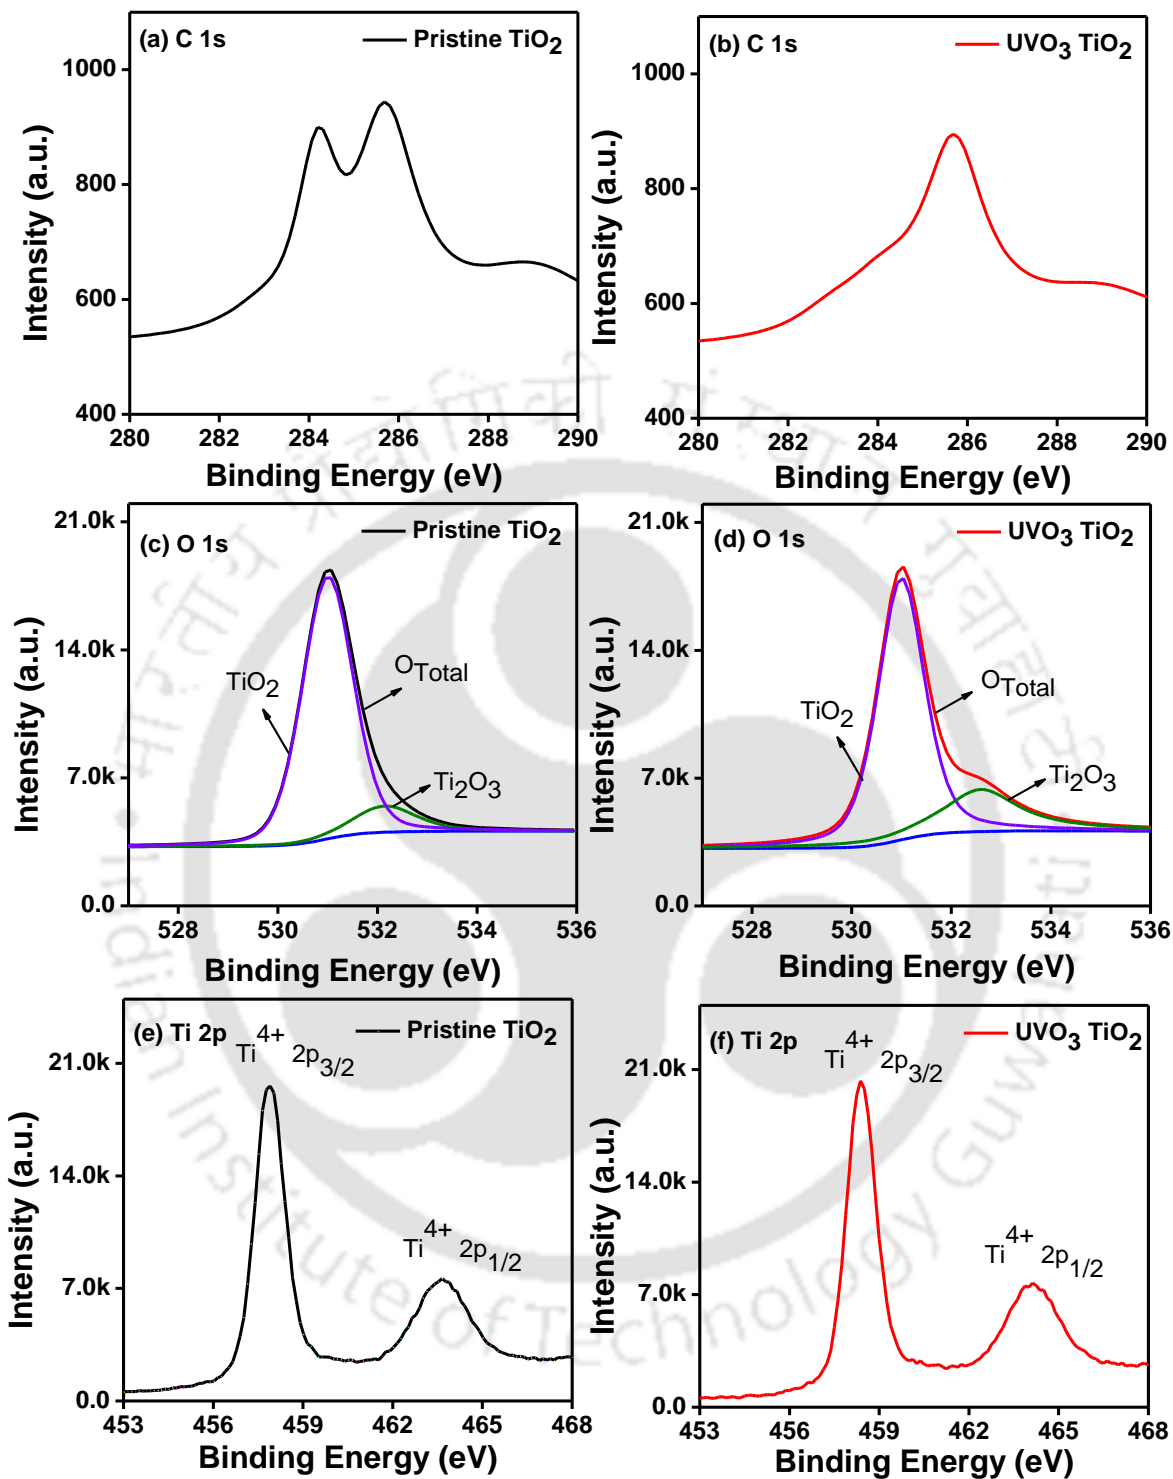 (a) C 1s
Pristine TiO2
1000
800
600
400
280 282 284 286 288 290
Intensity (a.u.)
Binding Energy (eV)
(b) C 1s
UVO3 TiO2
1000
800
600
400
280 282 284 286 288 290
Intensity (a.u.)
Binding Energy (eV)
(c) O 1s
Pristine TiO2
21.0k
14.0k
7.0k
0.0
TiO2
OTotal
Ti2O3
528 530 532 534 536
Intensity (a.u.)
Binding Energy (eV)
(d) O 1s
UVO3 TiO2
21.0k
14.0k
7.0k
0.0
TiO2
OTotal
Ti2O3
528 530 532 534 536
Intensity (a.u.)
Binding Energy (eV)
(e) Ti 2p
Pristine TiO2
Ti4+ 2p3/2
Ti4+ 2p1/2
21.0k
14.0k
7.0k
0.0
453 456 459 462 465 468
Intensity (a.u.)
Binding Energy (eV)
(f) Ti 2p
UVO3 TiO2
Ti4+ 2p3/2
Ti4+ 2p1/2
21.0k
14.0k
7.0k
0.0
453 456 459 462 465 468
Intensity (a.u.)
Binding Energy (eV)
Indian Institute of Technology Guwahati